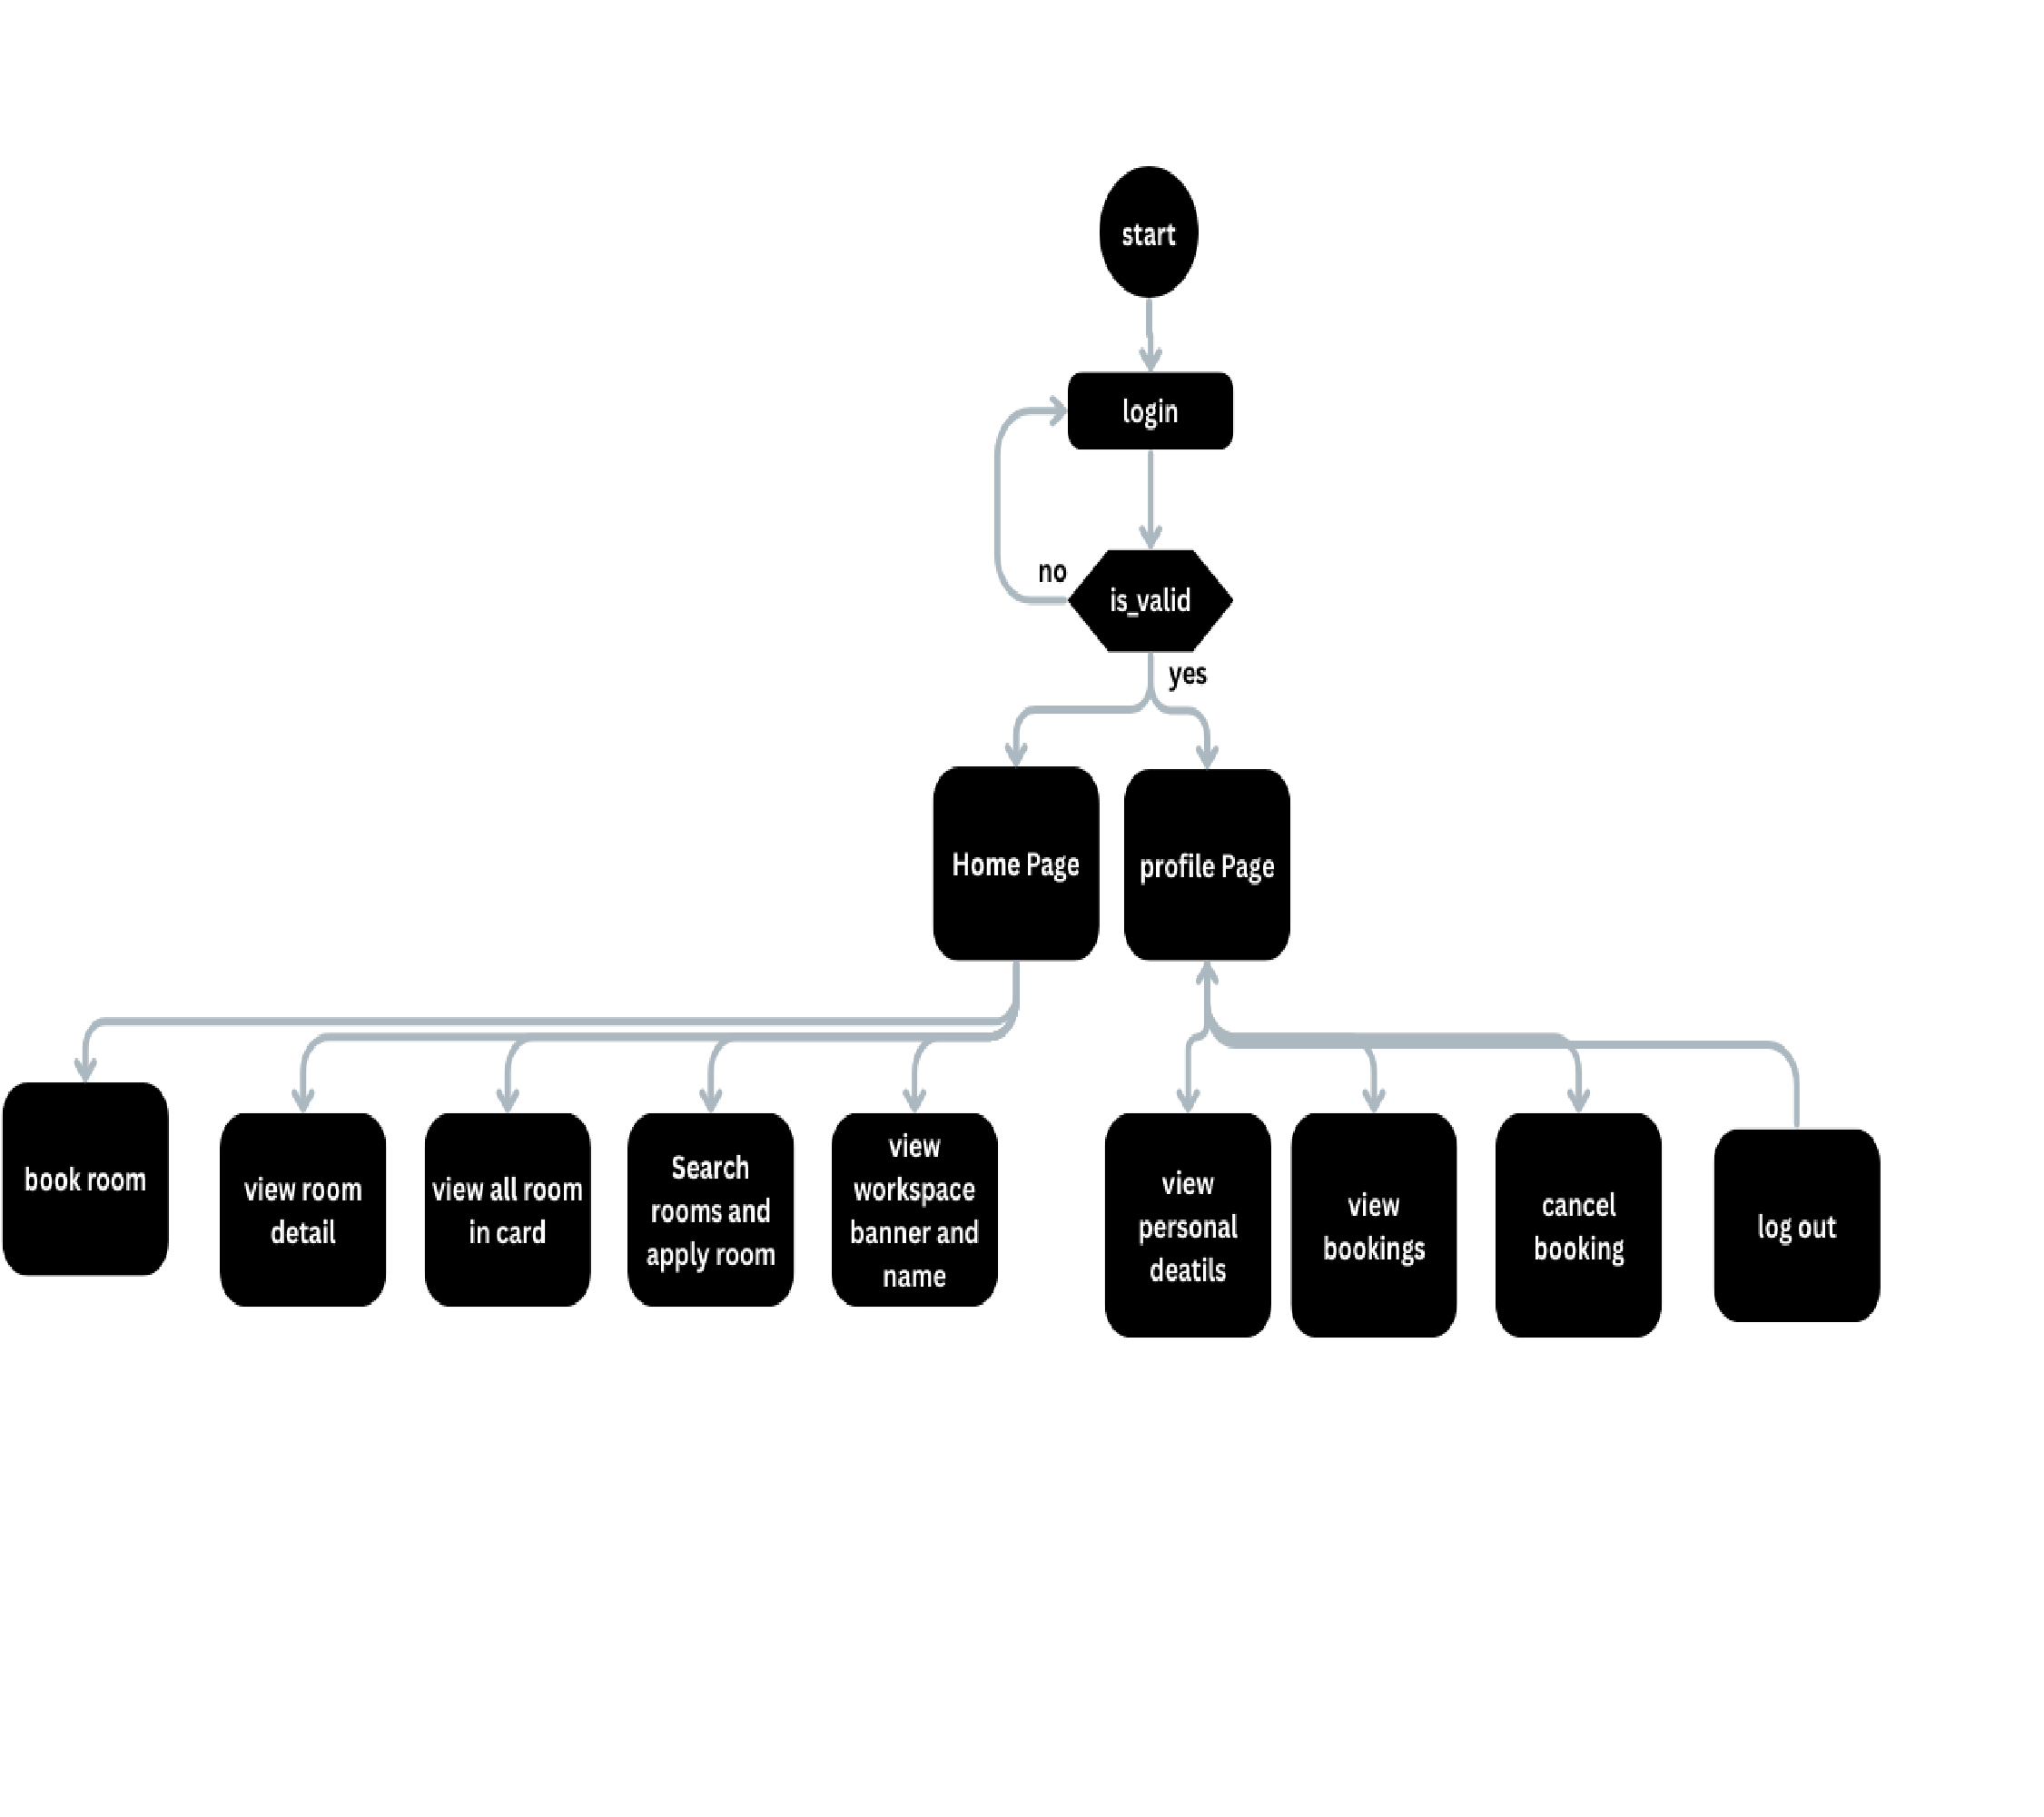 start
login
no
is_valid
yes
Home Page
profile Page
book room
view room
detail
view all room
in card
Search
rooms and
apply room
view
workspace
banner and
name
view
personal
deatils
view
bookings
cancel
booking
log out